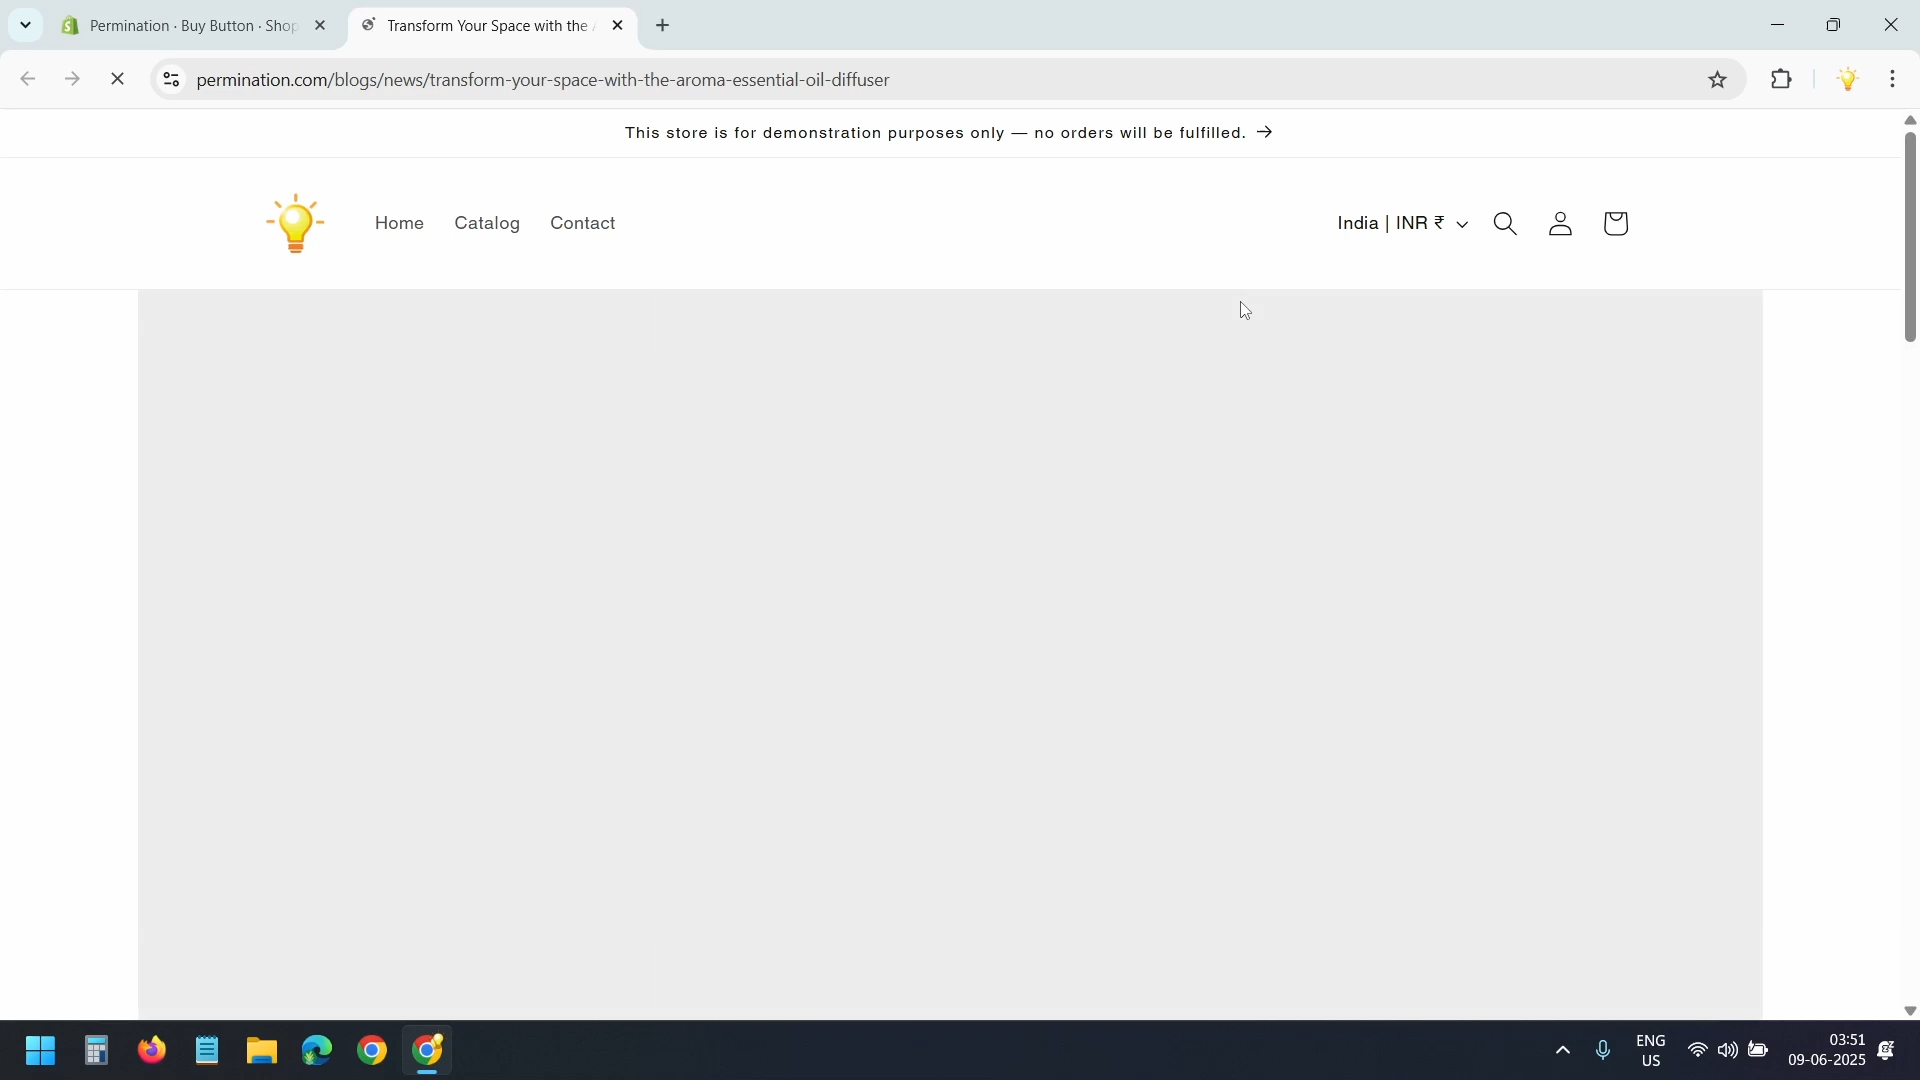 Permination · Buy Button · Shop
Transform Your Space with the A
permination.com/blogs/news/transform-your-space-with-the-aroma-essential-oil-diffuser
This store is for demonstration purposes only — no orders will be fulfilled. →
Home Catalog Contact
India | INR ₹
ENG
US
03:51
09-06-2025